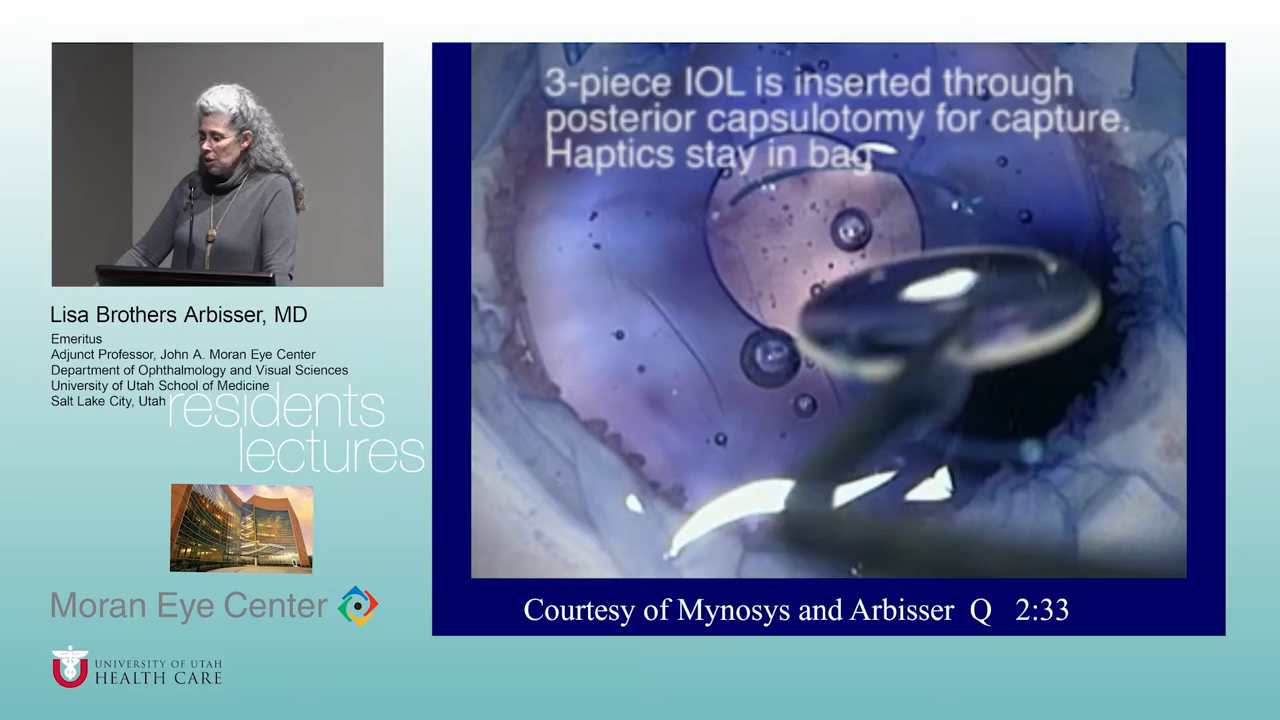 3-piece IOL is inserted through
posterior capsulotomy for capture.
Haptics stay in bag
Lisa Brothers Arbisser, MD
Emeritus
Adjunct Professor, John A. Moran Eye Center
Department of Ophthalmology and Visual Sciences
University of Utah School of Medicine
Salt Lake City, Utah
residents
lectures
Moran Eye Center
UNIVERSITY OF UTAH
HEALTH CARE
Courtesy of Mynosys and Arbisser Q 2:33